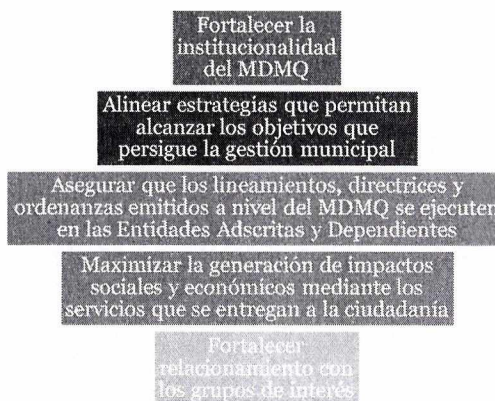 Fortalecer la
institucionalidad
del MDMQ
Alinear estrategias que permitan
alcanzar los objetivos que
persigue la gestión municipal
Asegurar que los lineamientos, directrices y
ordenanzas emitidos a nivel del MDMQ se ejecuten
en las Entidades Adscritas y Dependientes
Maximizar la generación de impactos
sociales y económicos mediante los
servicios que se entregan a la ciudadanía
Fortalecer
relacionamiento con
los grupos de interés